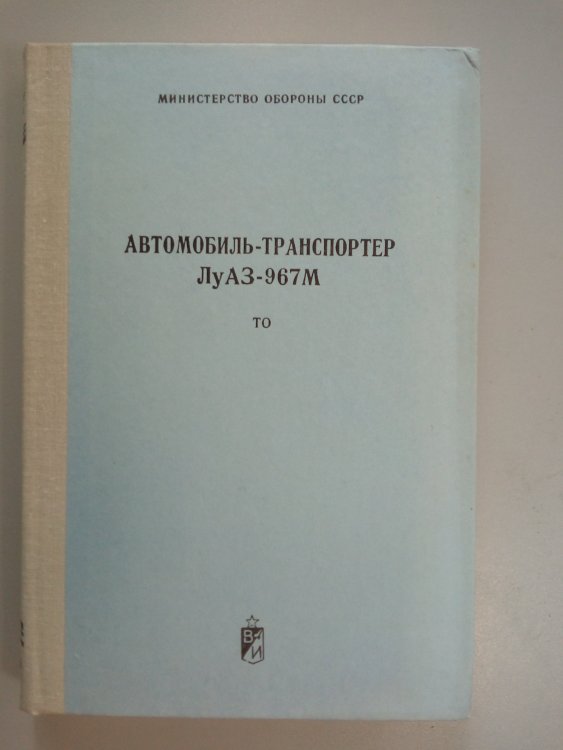 МИНИСТЕРСТВО ОБОРОНЫ СССР
АВТОМОБИЛЬ-ТРАНСПОРТЕР
ЛуАЗ-967М
ТО
В
И